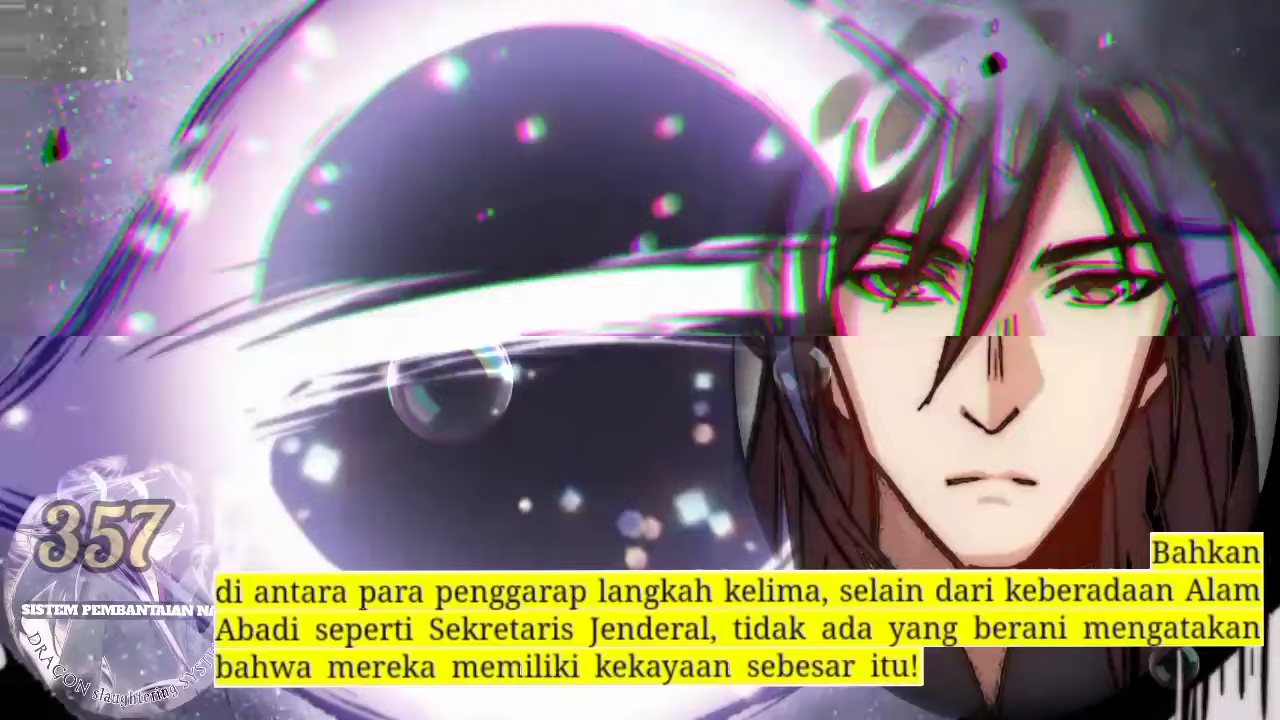 357
SISTEM PEMBANTAIAN NA
DRAGON slaughtering SYSTE
Bahkan
di antara para penggarap langkah kelima, selain dari keberadaan Alam
Abadi seperti Sekretaris Jenderal, tidak ada yang berani mengatakan
bahwa mereka memiliki kekayaan sebesar itu!